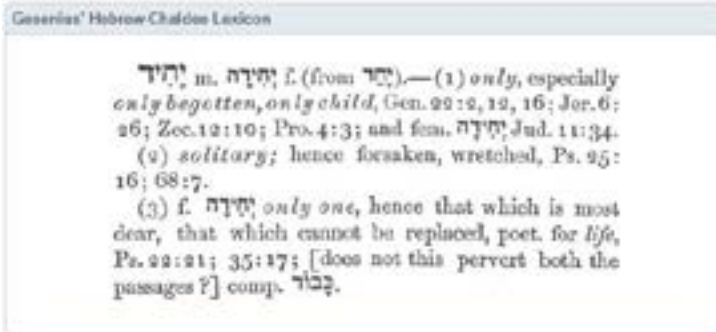 Gesenius' Hebrew-Chaldee Lexicon
יָחִיד m. יְחִידָה f. (from יָחַד).—(1) only, especially
only begotten, only child, Gen. 22:2, 12, 16; Jer. 6:
26; Zec. 12:10; Pro. 4:3; and fem. יְחִידָה Jud. 11:34.
(2) solitary; hence forsaken, wretched, Ps. 25:
16; 68:7.
(3) f. יְחִידָה only one, hence that which is most
dear, that which cannot be replaced, poet. for life,
Ps. 22:21; 35:17; [does not this pervert both the
passages ?] comp. כָּבוֹד.